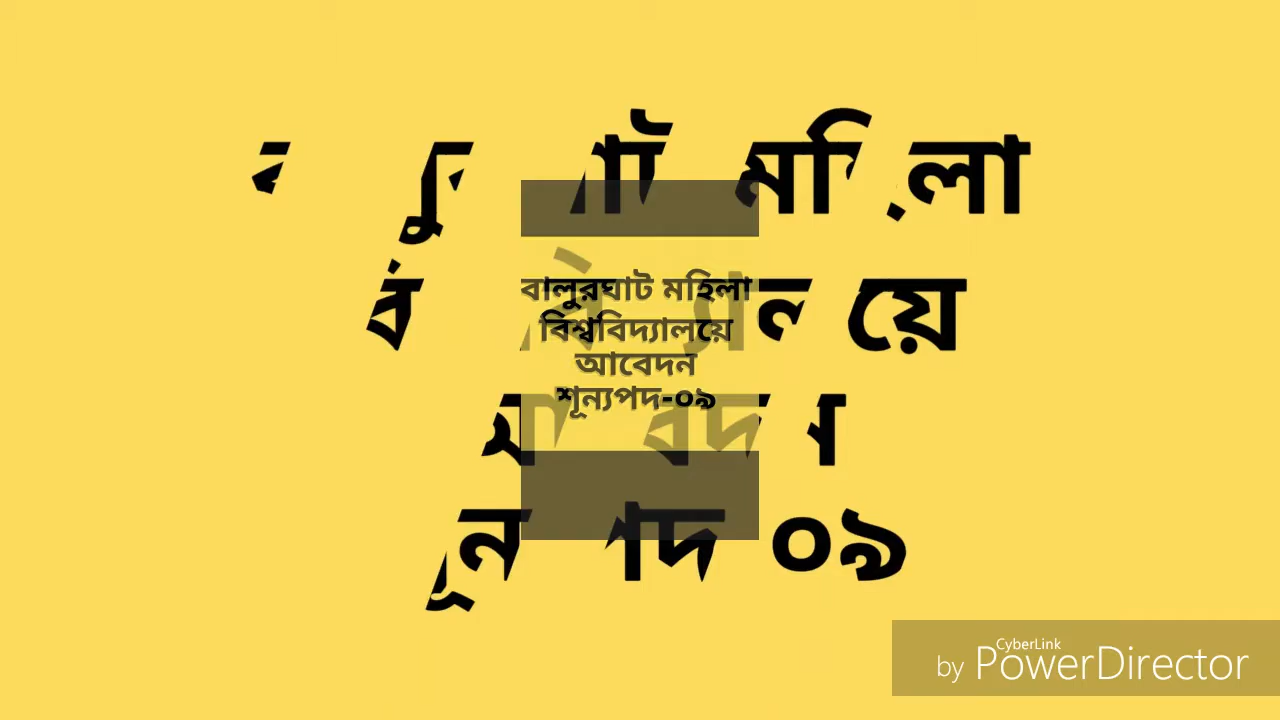 বালুরঘাট মহিলা
বিশ্ববিদ্যালয়ে
আবেদন
শূন্যপদ-০৯
CyberLink
by PowerDirector